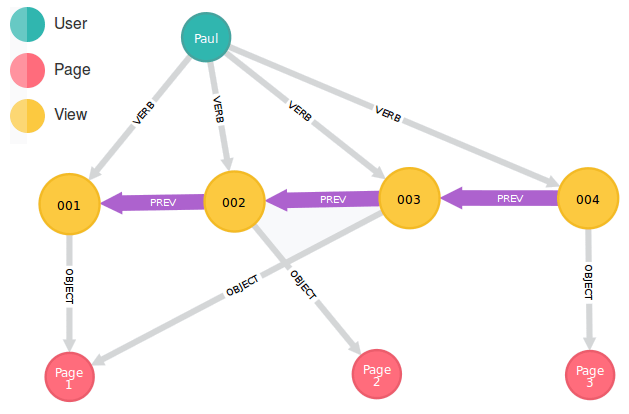 User
Page
View
Paul
VERB
VERB
VERB
VERB
001
PREV
002
PREV
003
PREV
004
OBJECT
OBJECT
OBJECT
OBJECT
Page
1
Page
2
Page
3